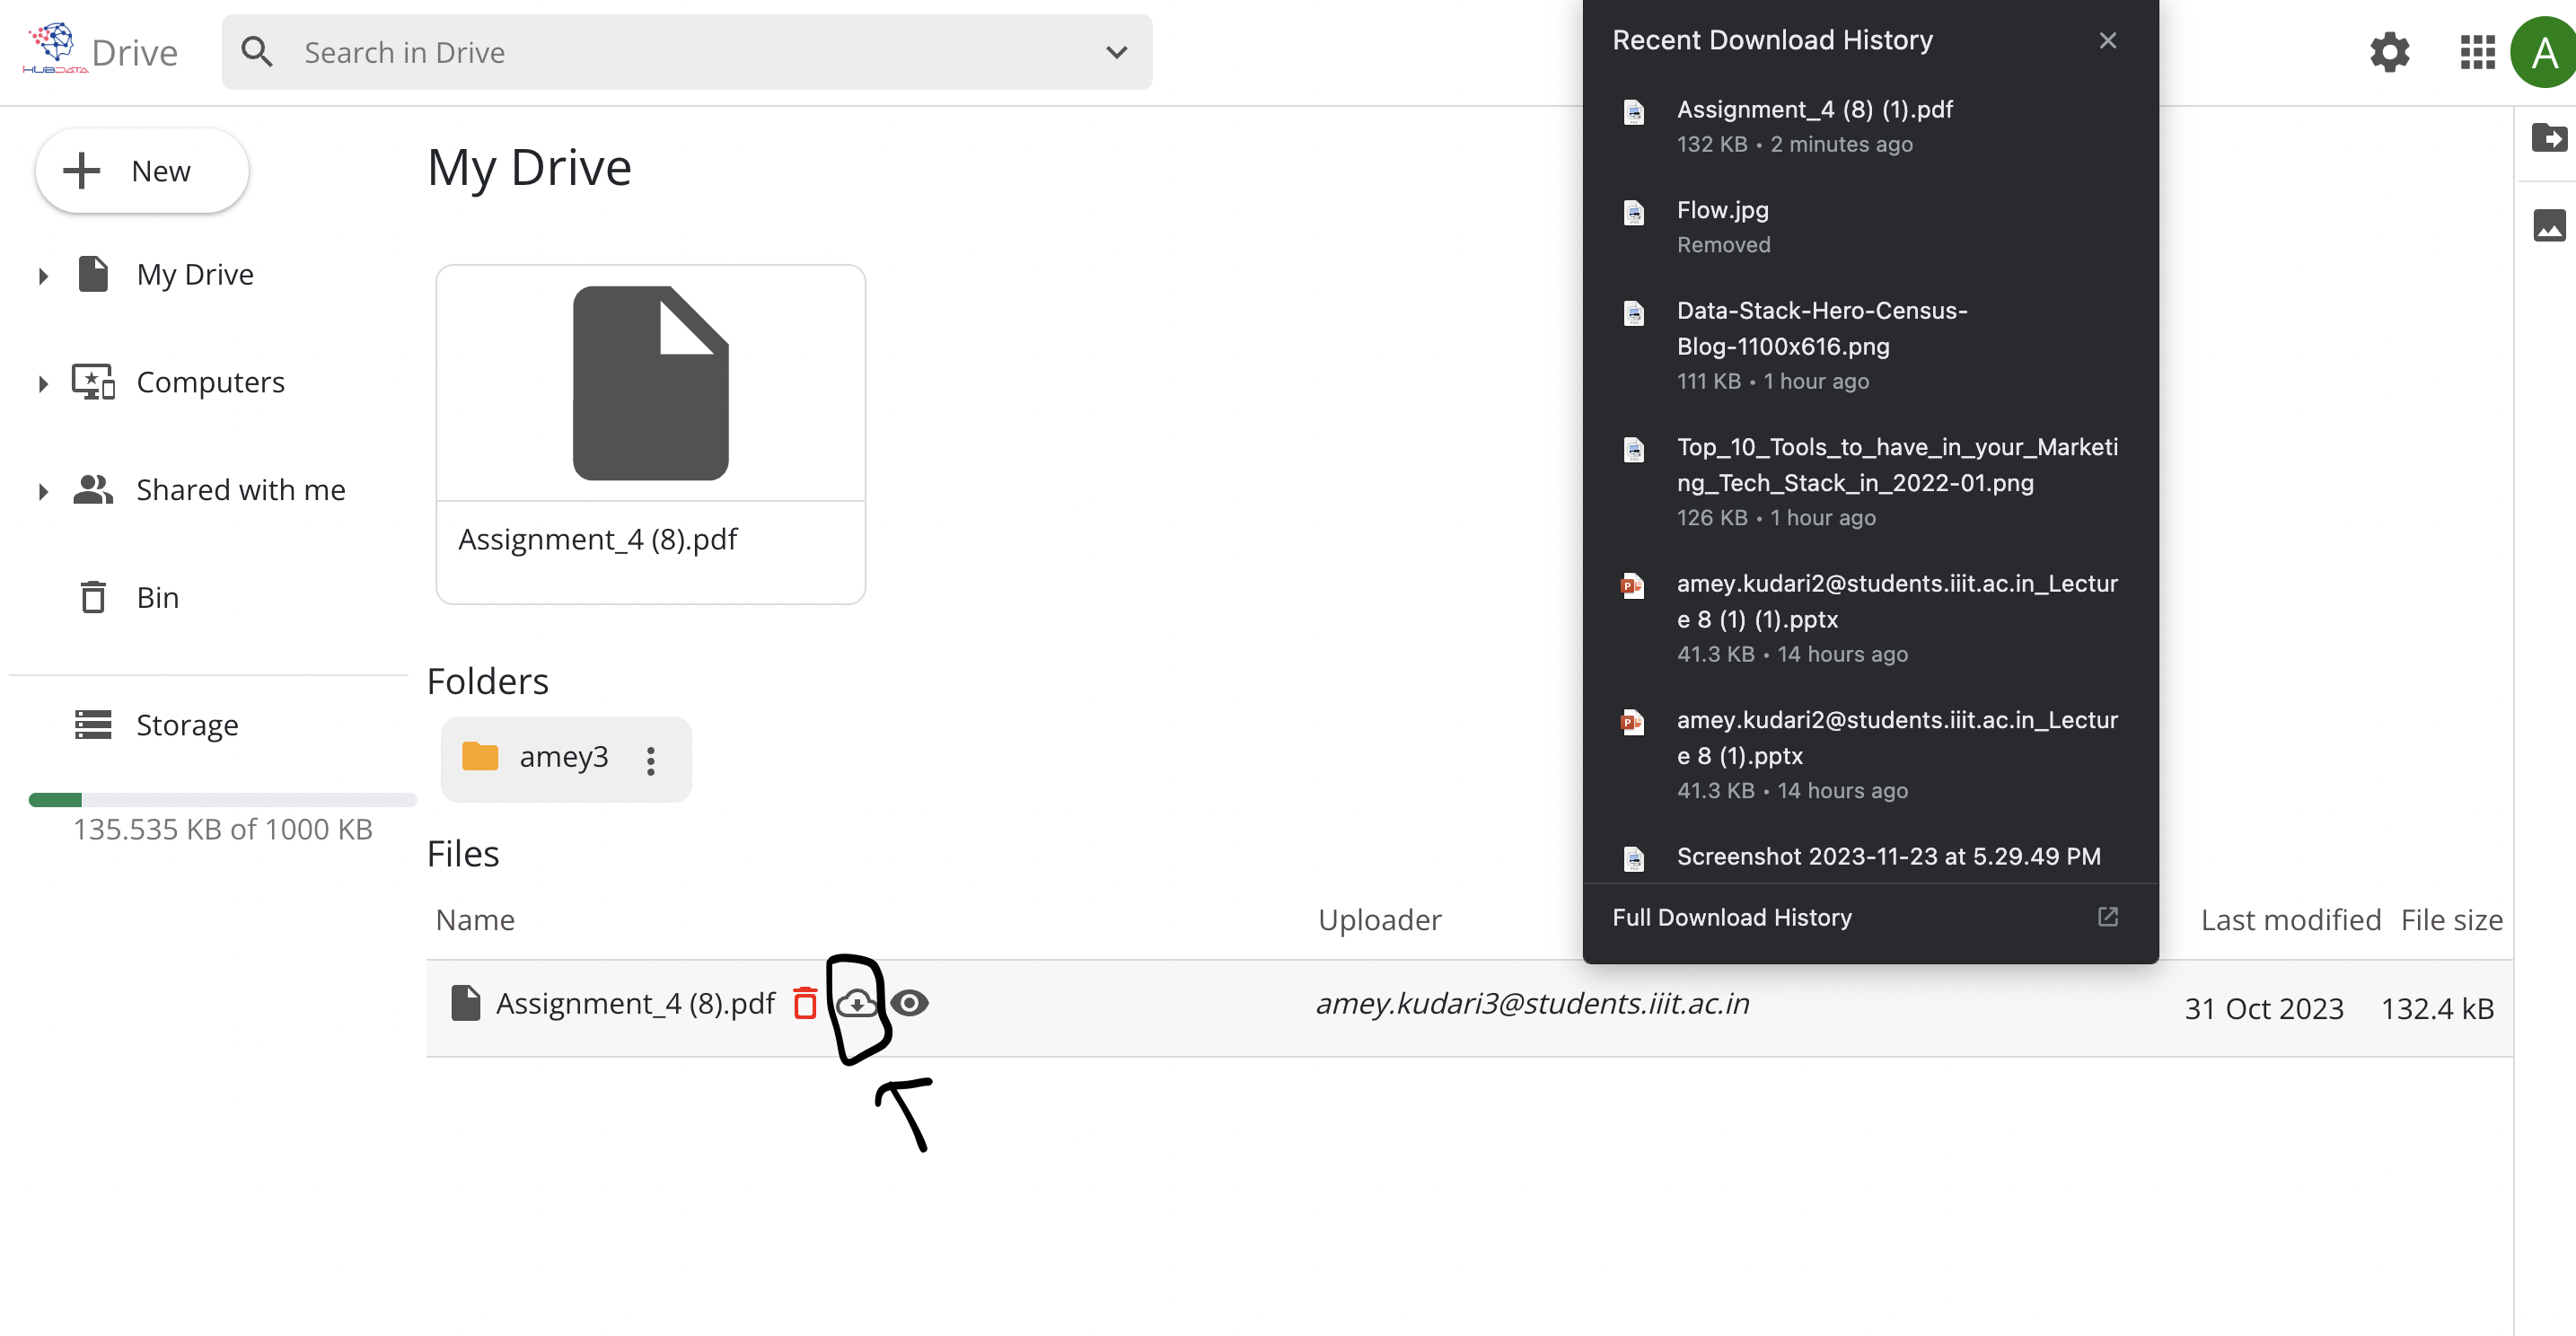 HUBDATA
Drive
Search in Drive
A
New
My Drive
Computers
Shared with me
Bin
Storage
135.535 KB of 1000 KB
My Drive
Assignment_4 (8).pdf
Folders
amey3
Files
Name
Uploader
Last modified
File size
Assignment_4 (8).pdf
amey.kudari3@students.iiit.ac.in
31 Oct 2023
132.4 kB
Recent Download History
Assignment_4 (8) (1).pdf
132 KB • 2 minutes ago
Flow.jpg
Removed
Data-Stack-Hero-Census-
Blog-1100x616.png
111 KB • 1 hour ago
Top_10_Tools_to_have_in_your_Marketi
ng_Tech_Stack_in_2022-01.png
126 KB • 1 hour ago
amey.kudari2@students.iiit.ac.in_Lectur
e 8 (1) (1).pptx
41.3 KB • 14 hours ago
amey.kudari2@students.iiit.ac.in_Lectur
e 8 (1).pptx
41.3 KB • 14 hours ago
Screenshot 2023-11-23 at 5.29.49 PM
Full Download History